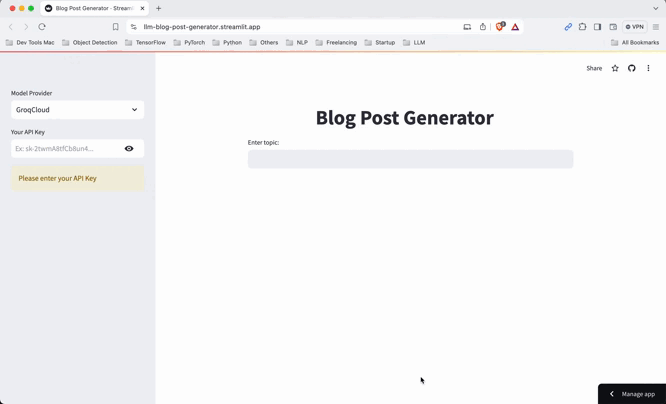 Blog Post Generator · Streaml
llm-blog-post-generator.streamlit.app
VPN
Dev Tools Mac
Object Detection
TensorFlow
PyTorch
Python
Others
NLP
Freelancing
Startup
LLM
All Bookmarks
Share
Model Provider
GroqCloud
Your API Key
Ex: sk-2twmA8tfCb8un4...
Please enter your API Key
Blog Post Generator
Enter topic:
Manage app